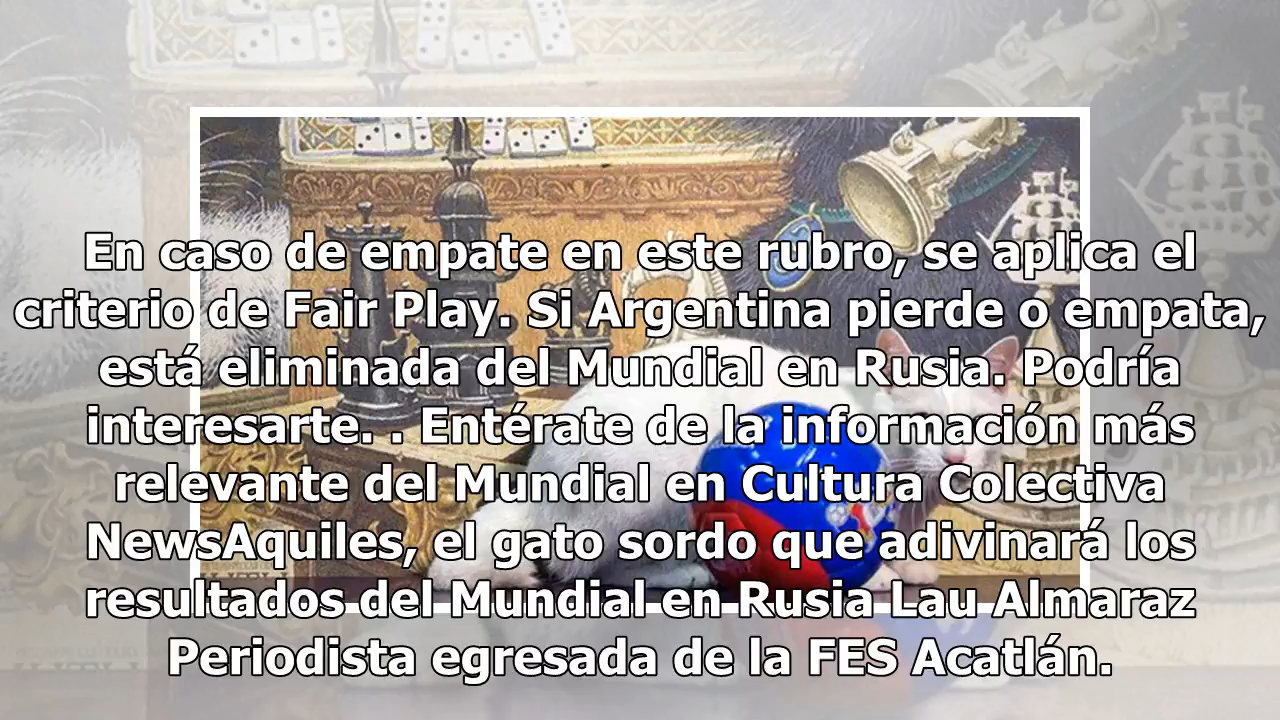 En caso de empate en este rubro, se aplica el
criterio de Fair Play. Si Argentina pierde o empata,
está eliminada del Mundial en Rusia. Podría
interesarte. . Entérate de la información más
relevante del Mundial en Cultura Colectiva
NewsAquiles, el gato sordo que adivinará los
resultados del Mundial en Rusia Lau Almaraz
Periodista egresada de la FES Acatlán.